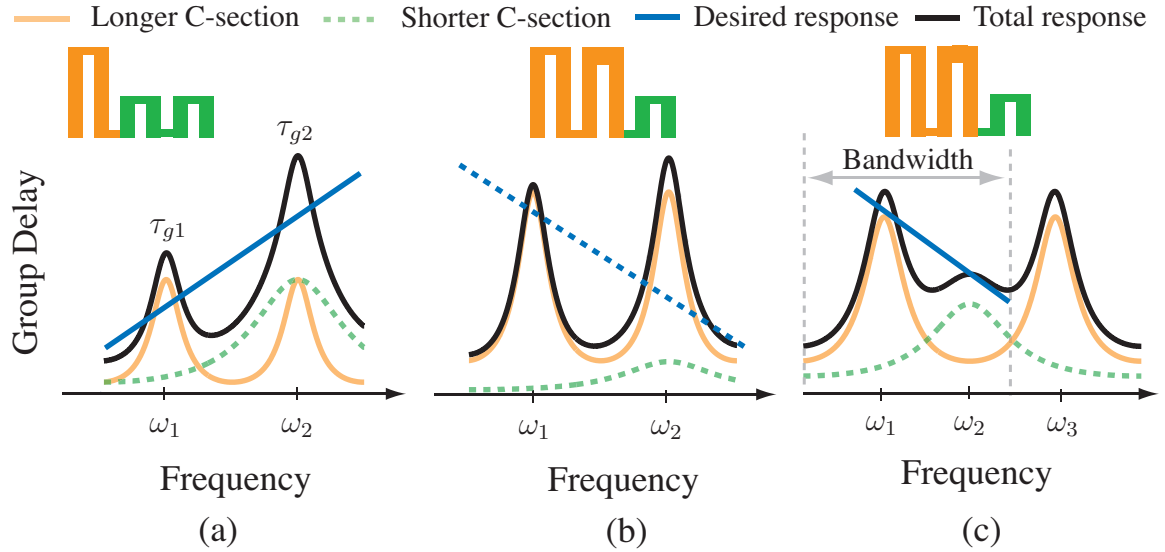 Longer C-section Shorter C-section Desired response Total response
τg2
τg1
Bandwidth
Group Delay
ω1 ω2 ω1 ω2 ω1 ω2 ω3
Frequency Frequency Frequency
(a) (b) (c)